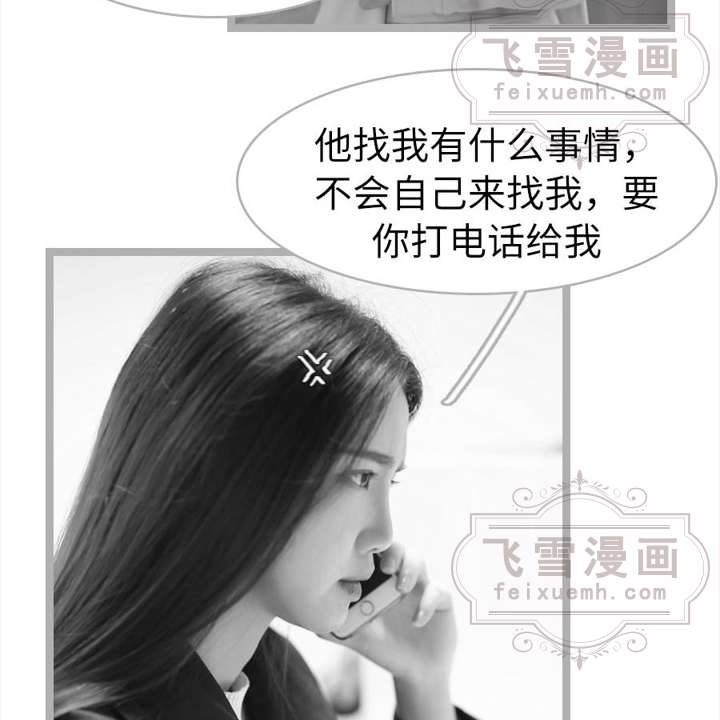 飞雪漫画
feixuemh.com
他找我有什么事情，
不会自己来找我，要
你打电话给我
飞雪漫画
feixuemh.com